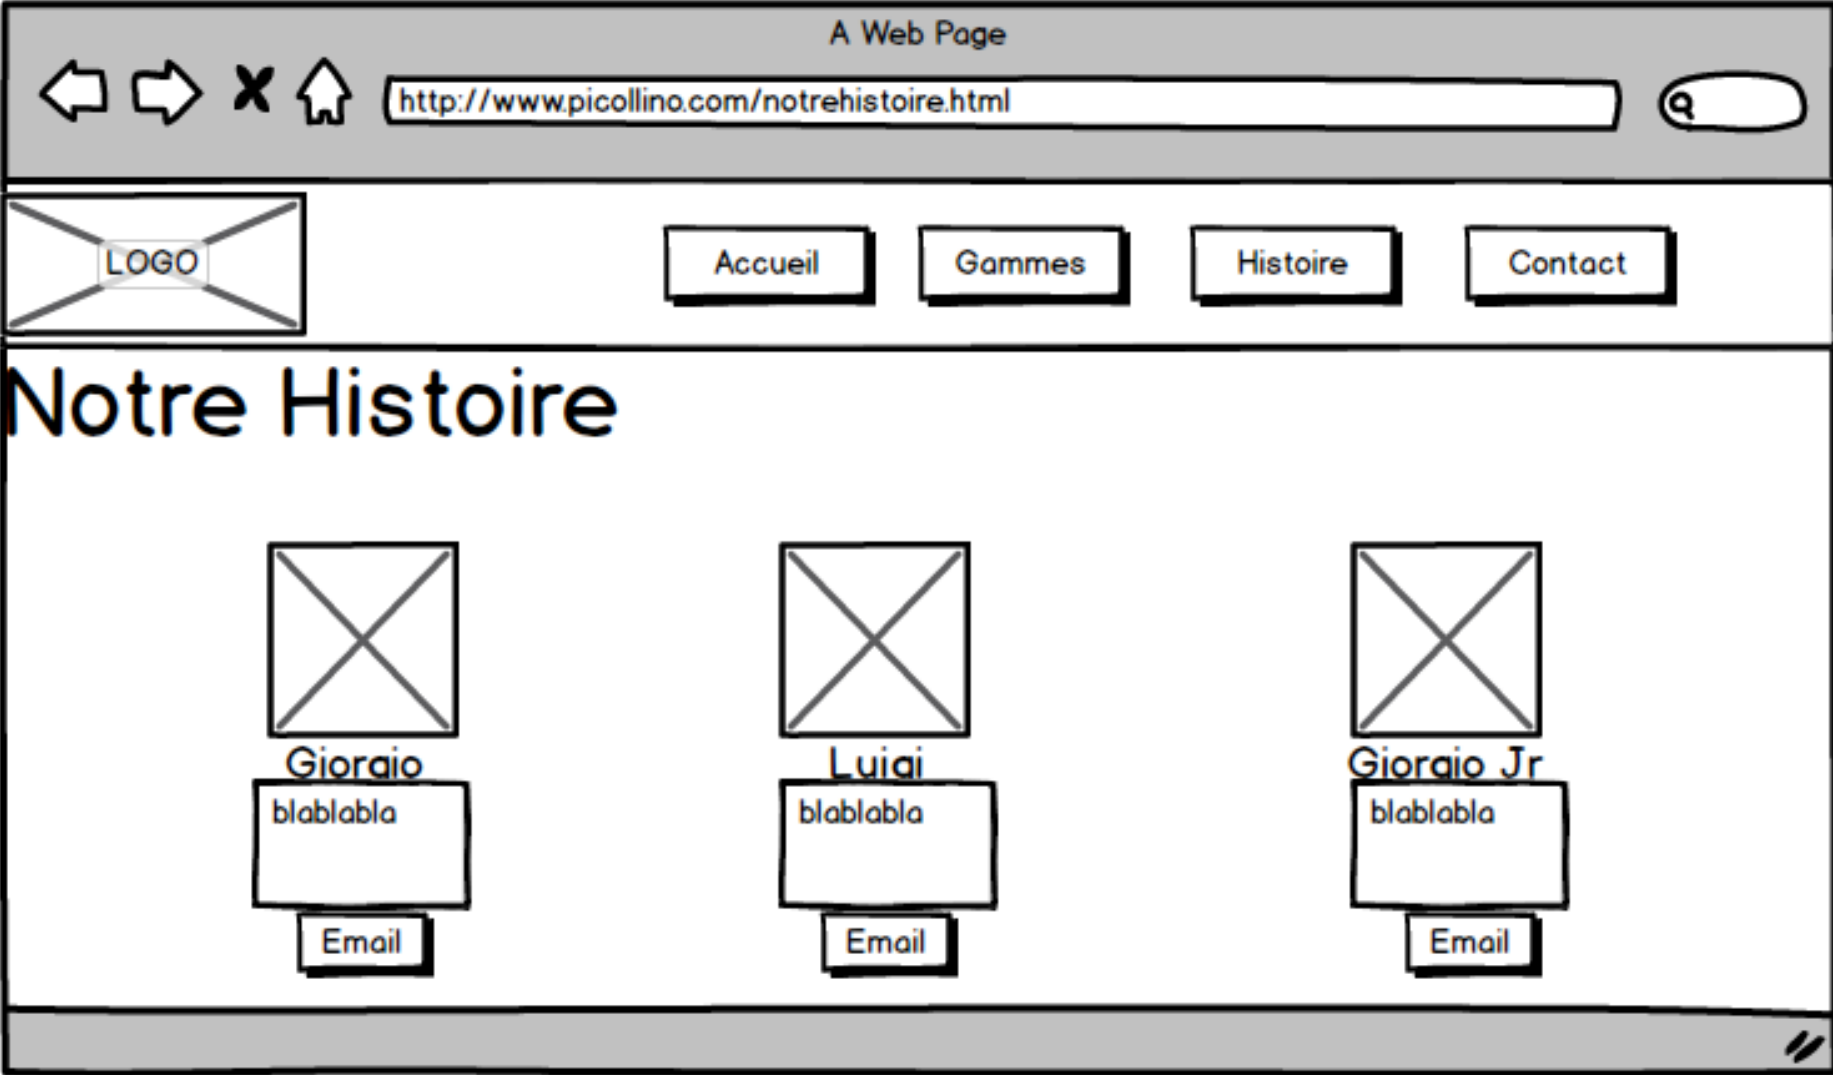 A Web Page
http://www.picollino.com/notrehistoire.html
LOGO
Accueil
Gammes
Histoire
Contact
Notre Histoire
Giorgio
Luigi
Giorgio Jr
blablabla
blablabla
blablabla
Email
Email
Email